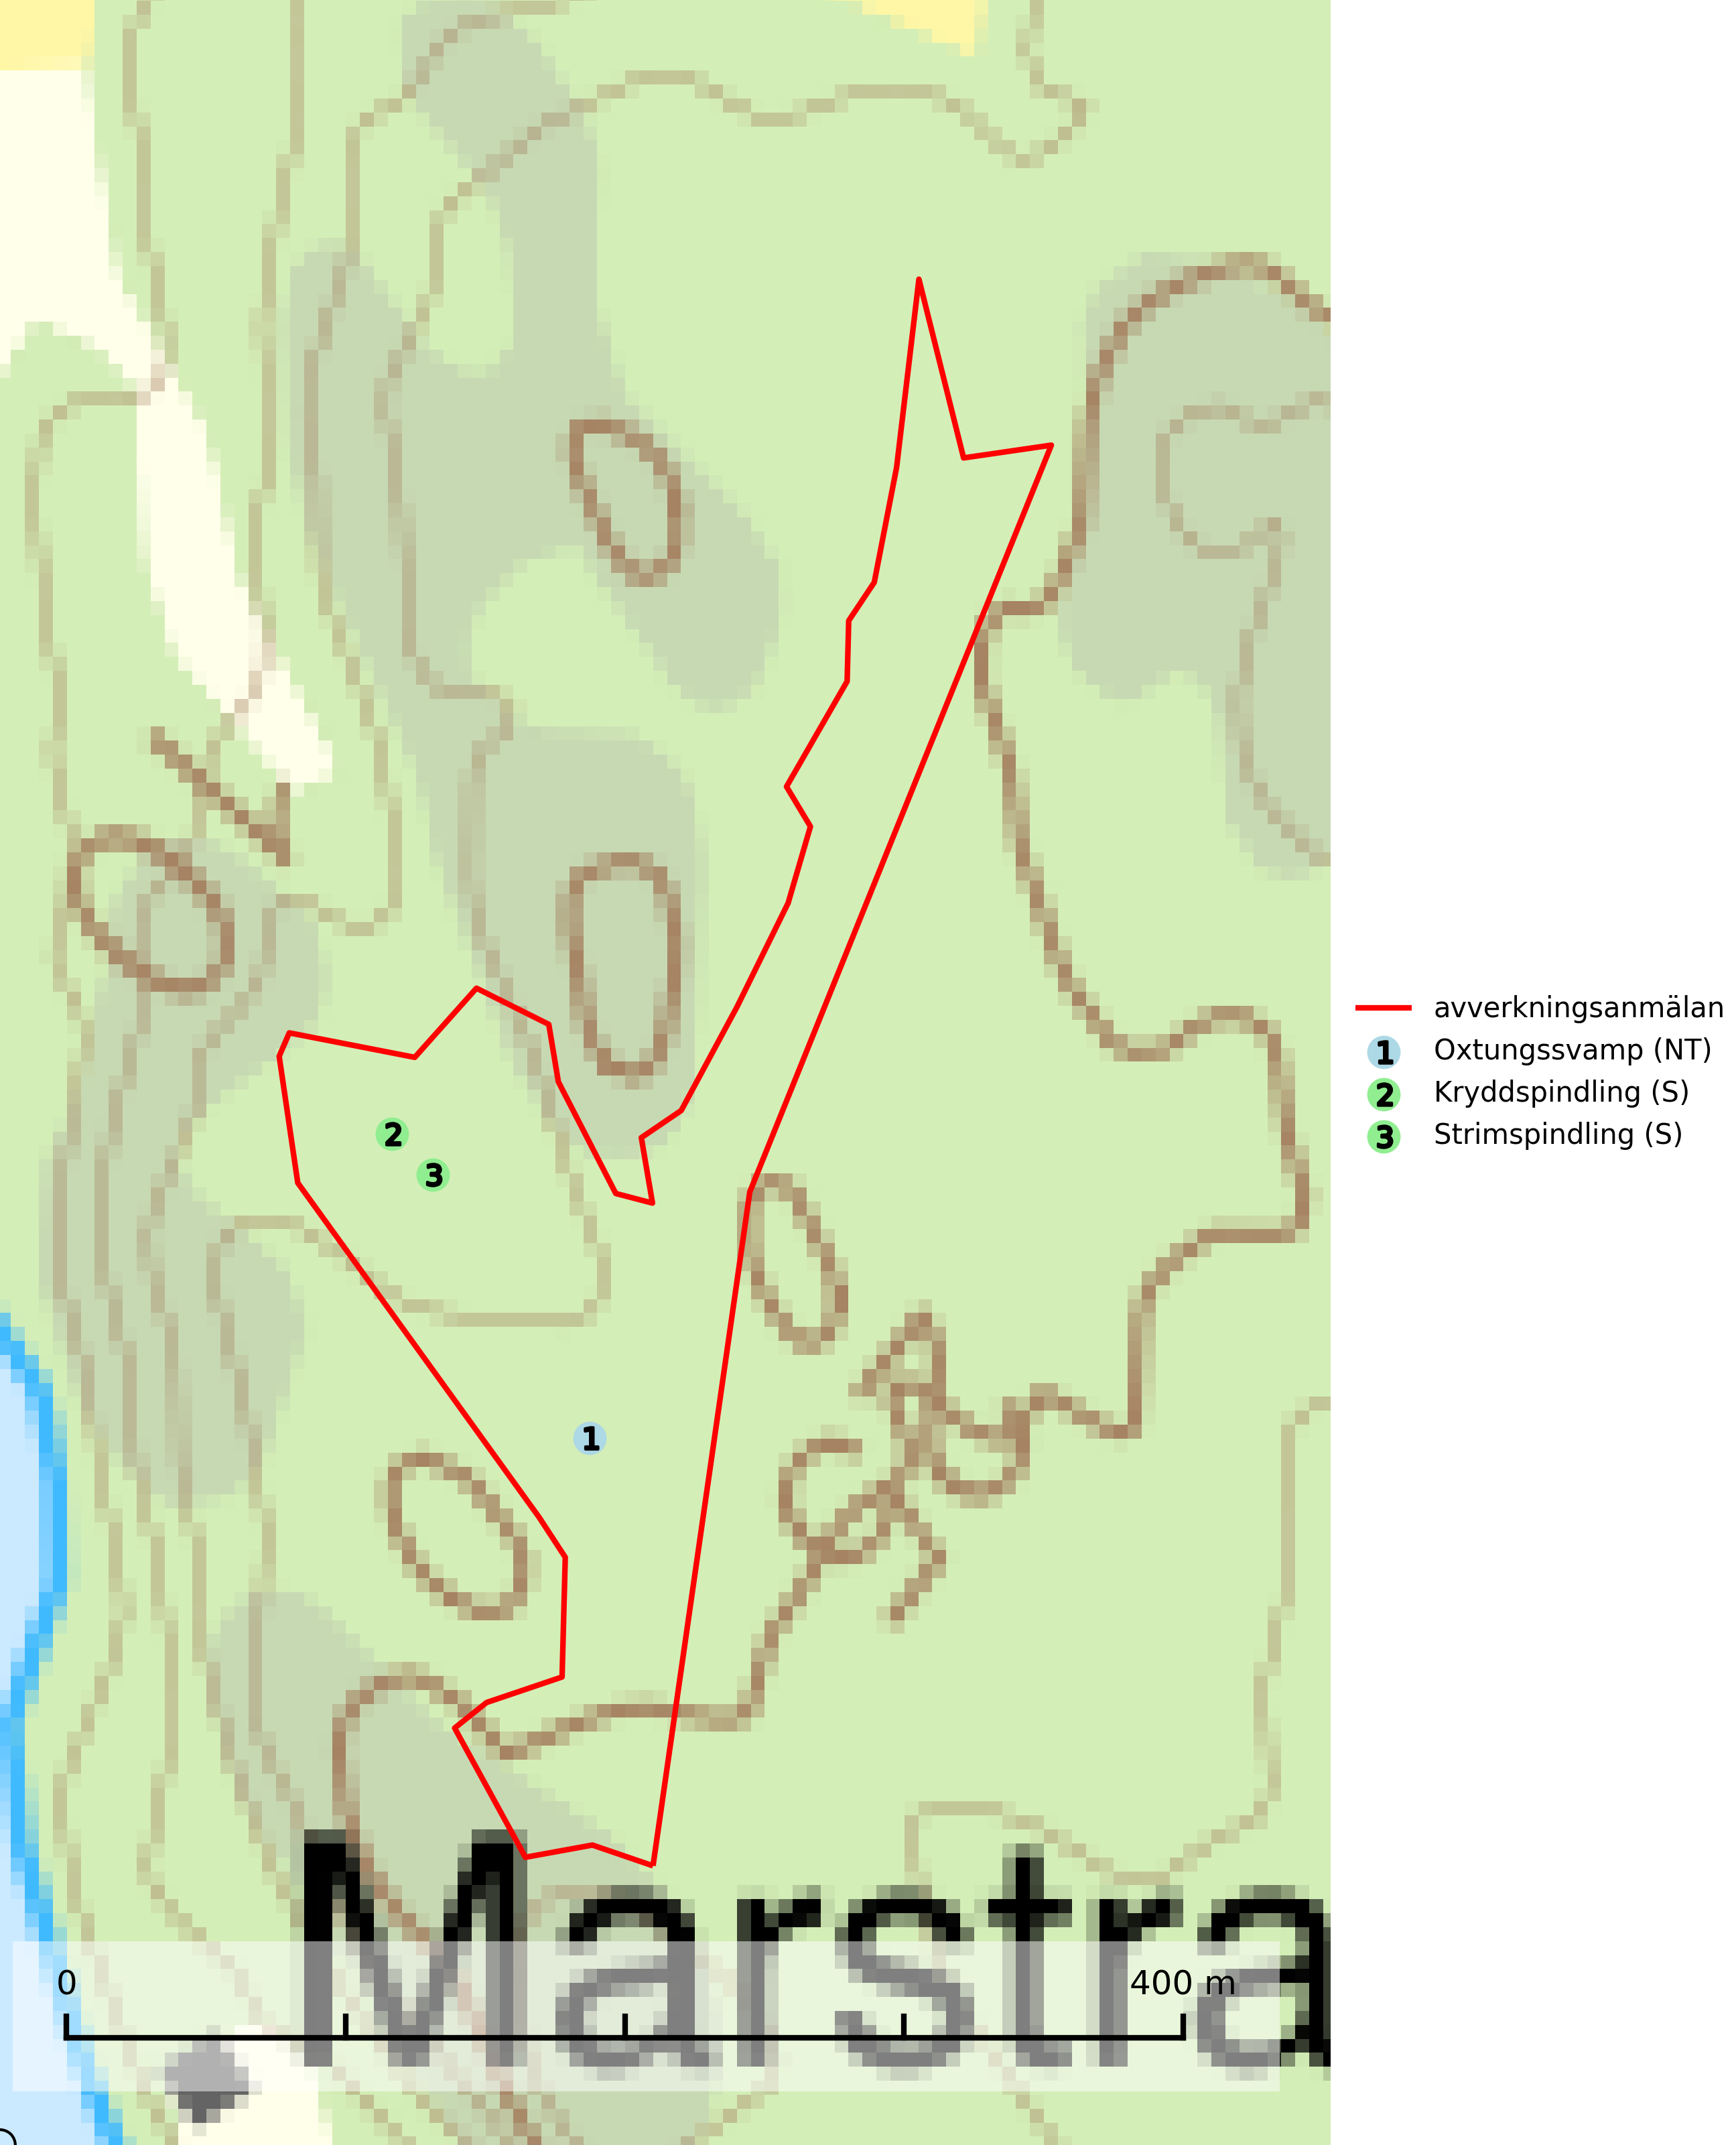 2
3
1
avverkningsanmälan
1 Oxtungssvamp (NT)
2 Kryddspindling (S)
3 Strimspindling (S)
Marstra
0 400 m